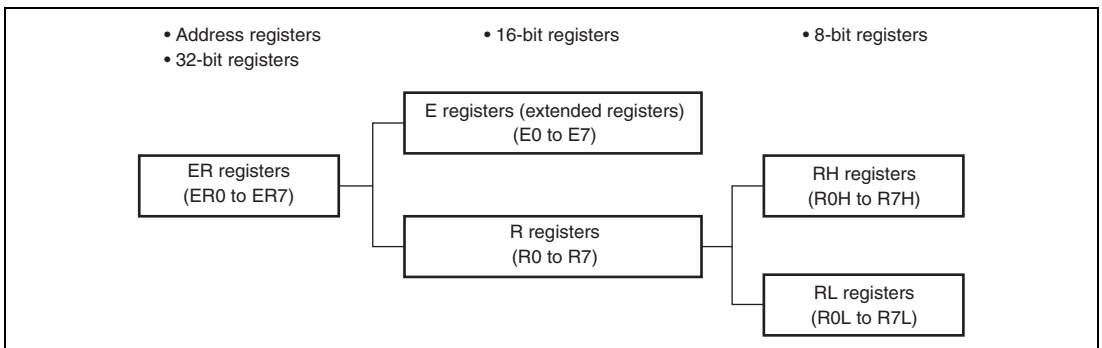 • Address registers
• 32-bit registers
• 16-bit registers
• 8-bit registers
E registers (extended registers)
(E0 to E7)
ER registers
(ER0 to ER7)
RH registers
(R0H to R7H)
R registers
(R0 to R7)
RL registers
(R0L to R7L)